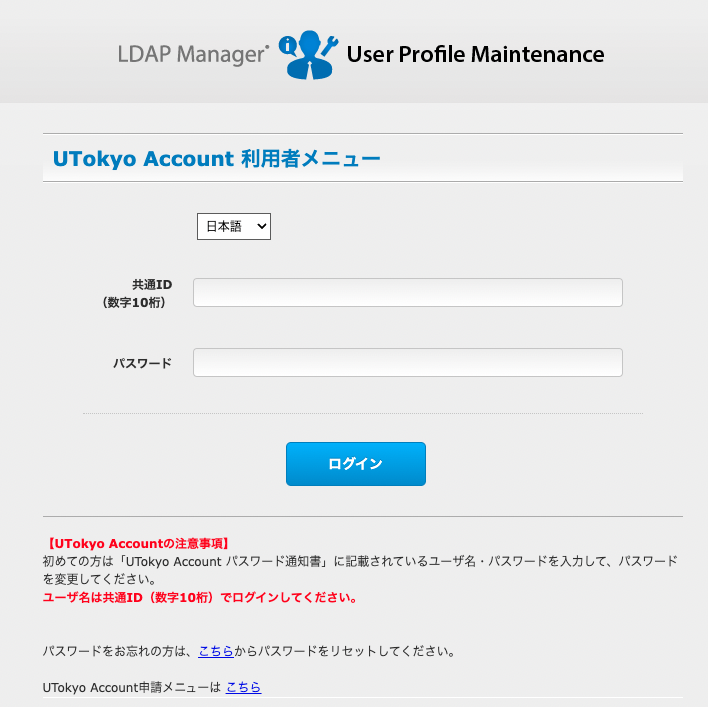 LDAP Manager® User Profile Maintenance
UTokyo Account 利用者メニュー
日本語
共通ID
（数字10桁）
パスワード
ログイン
【UTokyo Accountの注意事項】
初めての方は「UTokyo Account パスワード通知書」に記載されているユーザ名・パスワードを入力して、パスワード
を変更してください。
ユーザ名は共通ID（数字10桁）でログインしてください。
パスワードをお忘れの方は、こちらからパスワードをリセットしてください。
UTokyo Account申請メニューは こちら